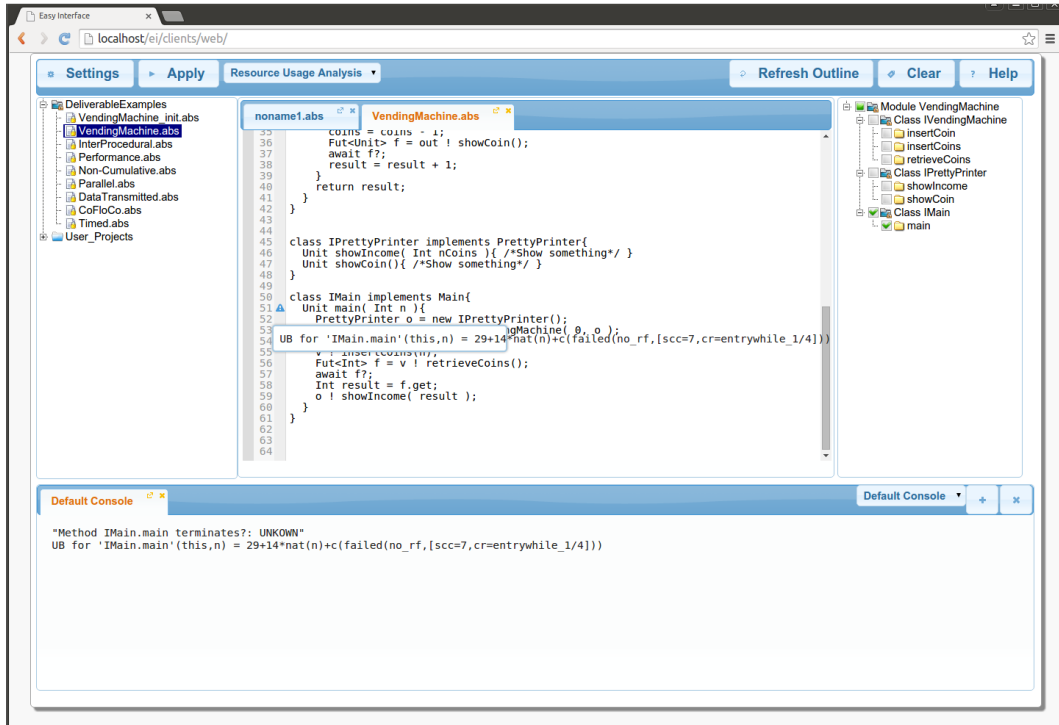 Easy Interface
localhost/ei/clients/web/
Settings
Apply
Resource Usage Analysis
Refresh Outline
Clear
? Help
DeliverableExamples
VendingMachine_init.abs
VendingMachine.abs
InterProcedural.abs
Performance.abs
Non-Cumulative.abs
Parallel.abs
DataTransmitted.abs
CoFloCo.abs
Timed.abs
User_Projects
noname1.abs
VendingMachine.abs
35 coins = coins - 1;
36 Fut<Unit> f = out ! showCoin();
37 await f?;
38 result = result + 1;
39 }
40 return result;
41 }
42 }
43
44
45 class IPrettyPrinter implements PrettyPrinter{
46 Unit showIncome( Int nCoins ){ /*Show something*/ }
47 Unit showCoin(){ /*Show something*/ }
48 }
49
50 class IMain implements Main{
51 Unit main( Int n ){
52 PrettyPrinter o = new IPrettyPrinter();
53 ngMachine( 0, o );
54 UB for 'IMain.main'(this,n) = 29+14*nat(n)+c(failed(no_rf,[scc=7,cr=entrywhile_1/4]))
55 v ! insertCoins(n);
56 Fut<Int> f = v ! retrieveCoins();
57 await f?;
58 Int result = f.get;
59 o ! showIncome( result );
60 }
61 }
62
63
64
Module VendingMachine
Class IVendingMachine
insertCoin
insertCoins
retrieveCoins
Class IPrettyPrinter
showIncome
showCoin
Class IMain
main
Default Console
Default Console
+
×
"Method IMain.main terminates?: UNKOWN"
UB for 'IMain.main'(this,n) = 29+14*nat(n)+c(failed(no_rf,[scc=7,cr=entrywhile_1/4]))